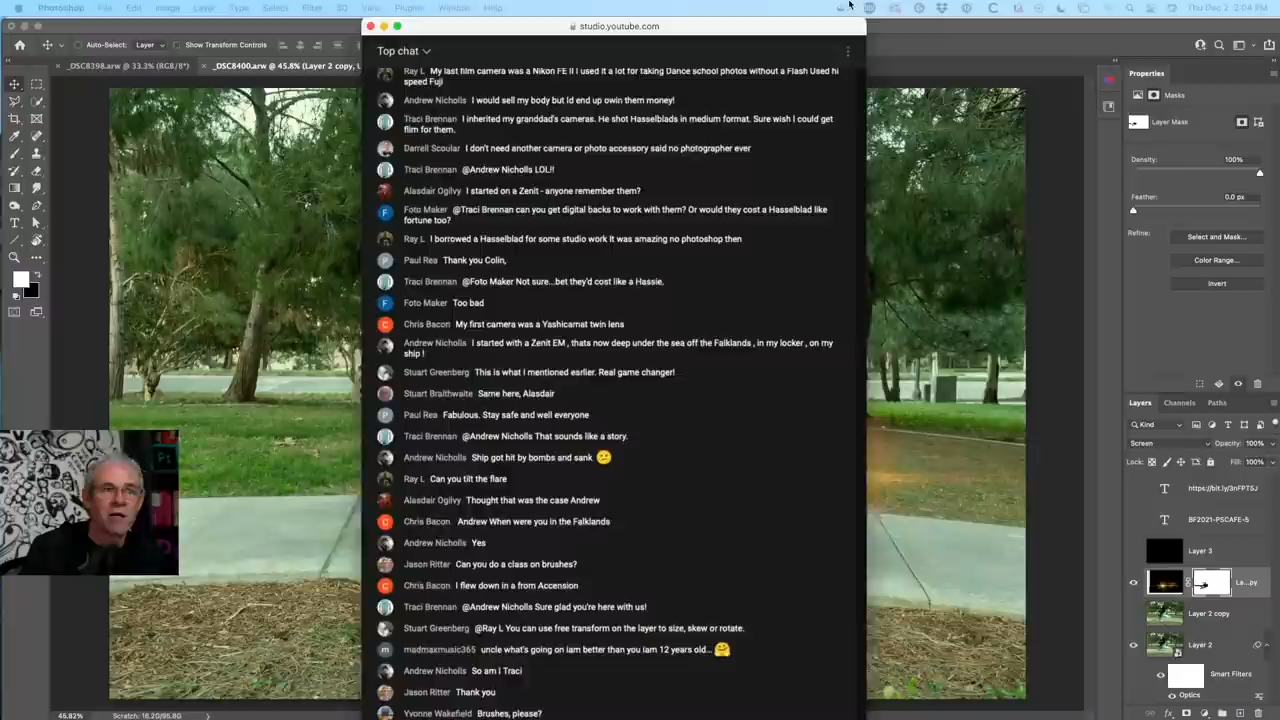 Photoshop File Edit Image Layer Type Select Filter 3D View Plugins Window Help
Thu Dec 2 2:04 PM
studio.youtube.com
Auto-Select: Layer Show Transform Controls
_DSC8398.arw @ 33.3% (RGB/8*)
_DSC8400.arw @ 45.8% (Layer 2 copy, L
Top chat
Ray L My last film camera was a Nikon FE II I used it a lot for taking Dance school photos without a Flash Used hi
speed Fuji
Andrew Nicholls I would sell my body but Id end up owin them money!
Traci Brennan I inherited my granddad's cameras. He shot Hasselblads in medium format. Sure wish I could get
film for them.
Darrell Scoular I don't need another camera or photo accessory said no photographer ever
Traci Brennan @Andrew Nicholls LOL!!
Alasdair Ogilvy I started on a Zenit - anyone remember them?
Foto Maker @Traci Brennan can you get digital backs to work with them? Or would they cost a Hasselblad like
fortune too?
Ray L I borrowed a Hasselblad for some studio work It was amazing no photoshop then
Paul Rea Thank you Colin,
Traci Brennan @Foto Maker Not sure...bet they'd cost like a Hassie.
Foto Maker Too bad
Chris Bacon My first camera was a Yashicamat twin lens
Andrew Nicholls I started with a Zenit EM , thats now deep under the sea off the Falklands , in my locker , on my
ship !
Stuart Greenberg This is what I mentioned earlier. Real game changer!
Stuart Braithwaite Same here, Alasdair
Paul Rea Fabulous. Stay safe and well everyone
Traci Brennan @Andrew Nicholls That sounds like a story.
Andrew Nicholls Ship got hit by bombs and sank 😕
Ray L Can you tilt the flare
Alasdair Ogilvy Thought that was the case Andrew
Chris Bacon Andrew When were you in the Falklands
Andrew Nicholls Yes
Jason Ritter Can you do a class on brushes?
Chris Bacon I flew down in a from Accension
Traci Brennan @Andrew Nicholls Sure glad you're here with us!
Stuart Greenberg @Ray L You can use free transform on the layer to size, skew or rotate.
madmaxmusic365 uncle what's going on iam better than you iam 12 years old... 🤗
Andrew Nicholls So am I Traci
Jason Ritter Thank you
Yvonne Wakefield Brushes, please?
Properties
Masks
Layer Mask
Density: 100%
Feather: 0.0 px
Refine: Select and Mask...
Color Range...
Invert
Layers Channels Paths
Kind
Screen Opacity: 100%
Lock: Fill: 100%
T https://bit.ly/3nFPTSJ
T BF2021-PSCAFE-5
Layer 3
La...py
Layer 2 copy
Layer 2
Smart Filters
Optics
Pt
45.82% Scratch: 16.2G/95.8G